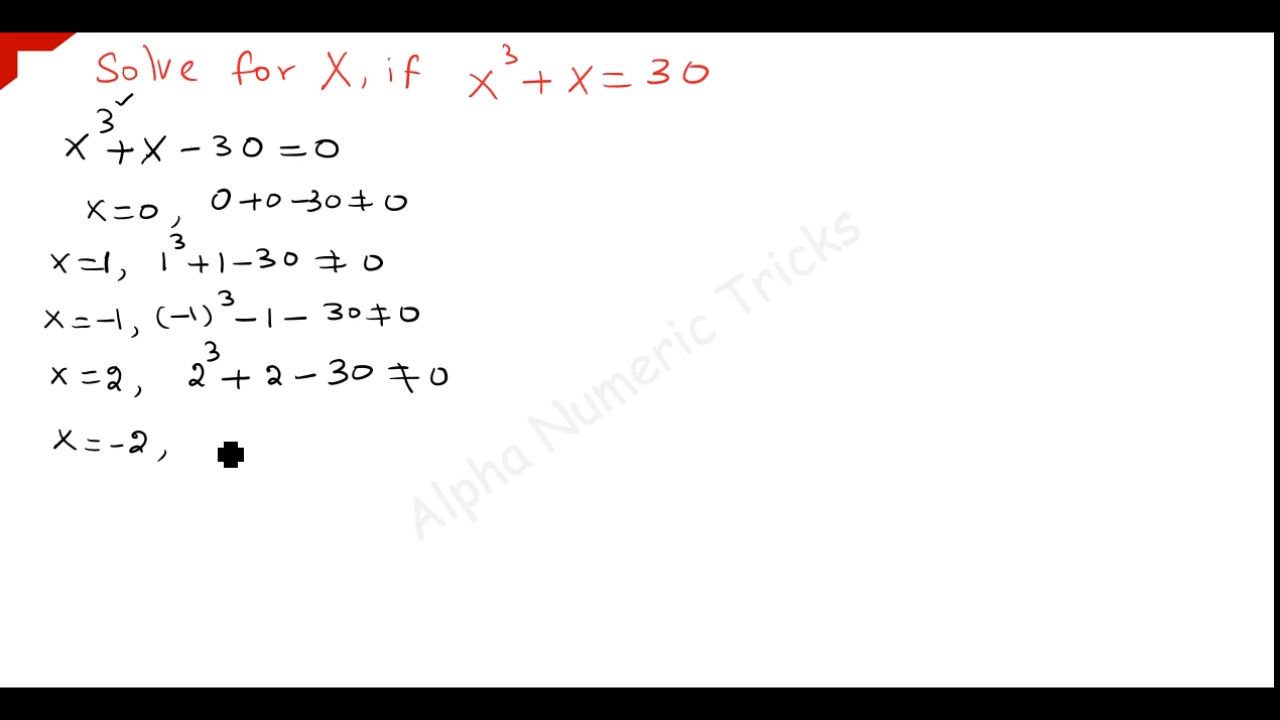 Solve for X, if x³ + x = 30
x³ + x - 30 = 0
x = 0, 0 + 0 - 30 ≠ 0
x = 1, 1³ + 1 - 30 ≠ 0
x = -1, (-1)³ - 1 - 30 ≠ 0
x = 2, 2³ + 2 - 30 ≠ 0
x = -2,
Alpha Numeric Tricks